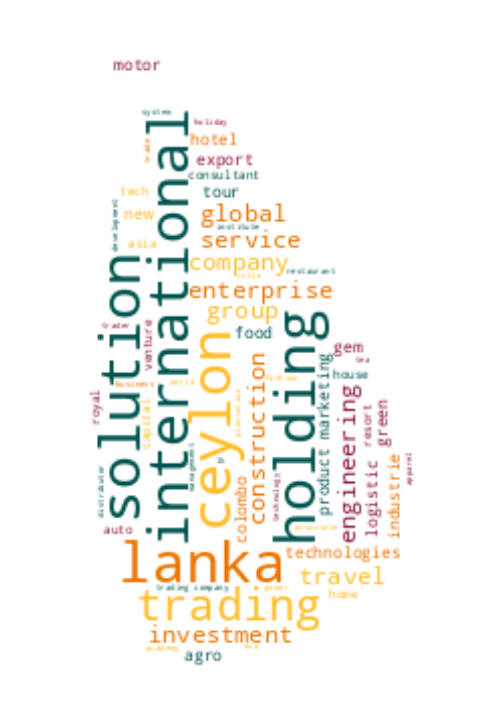 motor
system
holiday
trade
hotel
export
consultant
tech
tour
development
new
global
institute
asia
service
international
company
restaurant
villa
solution
enterprise
group
trader
food
venture
holding
ceylon
gem
tea
house
business
world
fashion
royal
capital
plantation
construction
product marketing
engineering
resort
green
management
distributor
colombo
technology
logistic
industrie
apparel
auto
associate
lanka
technologies
travel
trading company
home
trading
investment
academy
agro